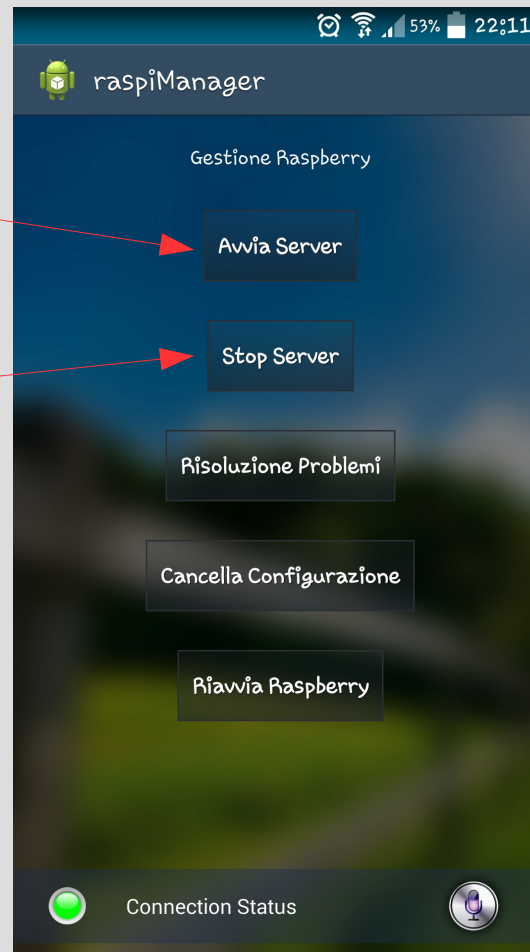 53% 22:11
raspiManager
Gestione Raspberry
Avvia Server
Stop Server
Risoluzione Problemi
Cancella Configurazione
Riavvia Raspberry
Connection Status